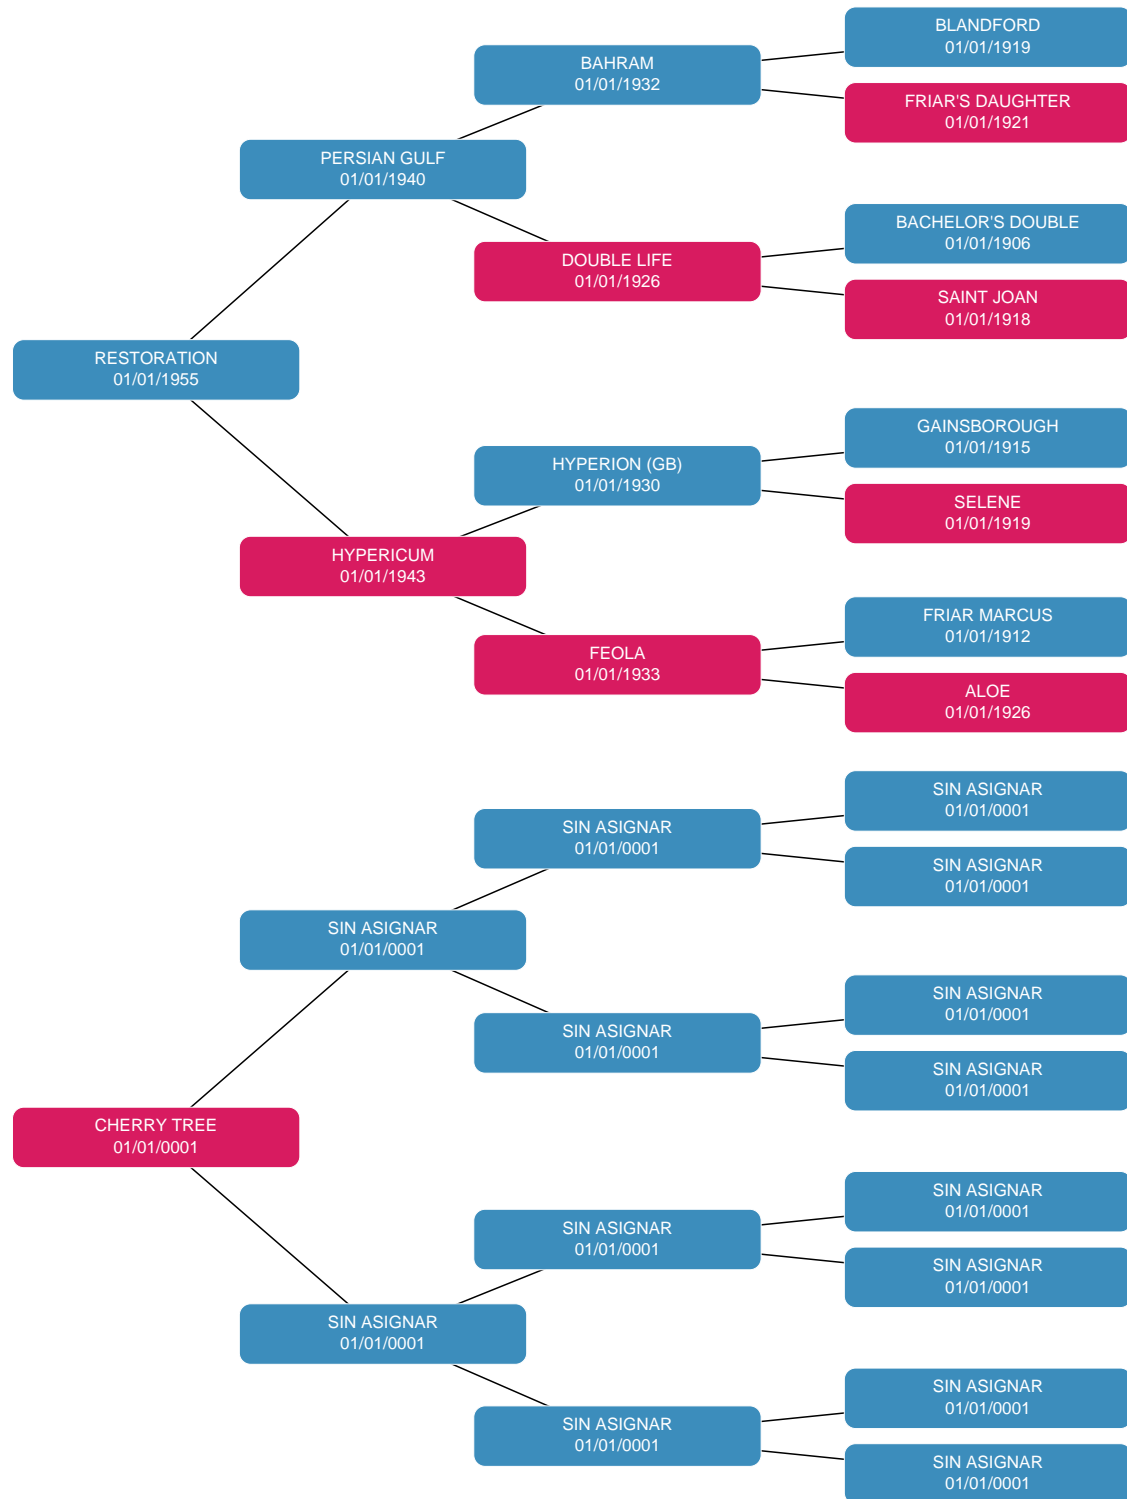 BLANDFORD
01/01/1919
BAHRAM
01/01/1932
FRIAR'S DAUGHTER
01/01/1921
PERSIAN GULF
01/01/1940
BACHELOR'S DOUBLE
01/01/1906
DOUBLE LIFE
01/01/1926
SAINT JOAN
01/01/1918
RESTORATION
01/01/1955
GAINSBOROUGH
01/01/1915
HYPERION (GB)
01/01/1930
SELENE
01/01/1919
HYPERICUM
01/01/1943
FRIAR MARCUS
01/01/1912
FEOLA
01/01/1933
ALOE
01/01/1926
SIN ASIGNAR
01/01/0001
SIN ASIGNAR
01/01/0001
SIN ASIGNAR
01/01/0001
SIN ASIGNAR
01/01/0001
SIN ASIGNAR
01/01/0001
SIN ASIGNAR
01/01/0001
SIN ASIGNAR
01/01/0001
CHERRY TREE
01/01/0001
SIN ASIGNAR
01/01/0001
SIN ASIGNAR
01/01/0001
SIN ASIGNAR
01/01/0001
SIN ASIGNAR
01/01/0001
SIN ASIGNAR
01/01/0001
SIN ASIGNAR
01/01/0001
SIN ASIGNAR
01/01/0001